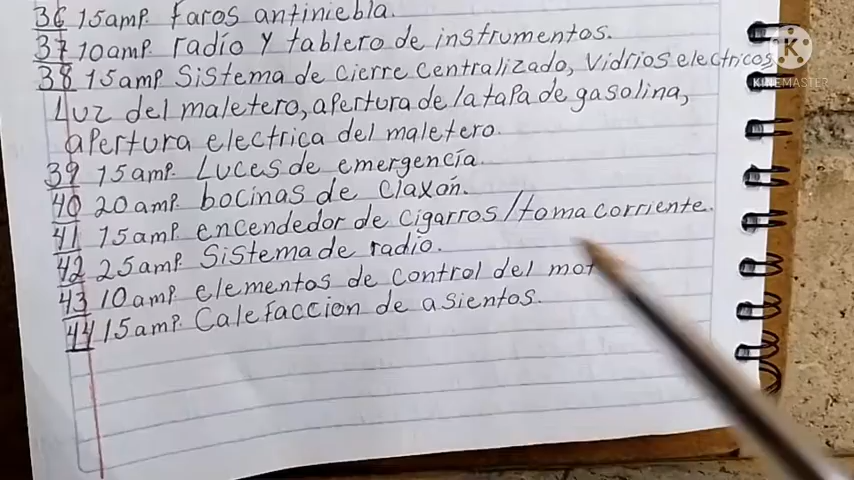 36 15amp. faros antiniebla.
37 10amp. radio y tablero de instrumentos.
38 15amp Sistema de cierre centralizado, Vidrios electricos,
Luz del maletero, apertura de la tapa de gasolina,
apertura electrica del maletero.
39 15amp. Luces de emergencía.
40 20amp. bocinas de claxón.
41 15amp encendedor de cigarros/toma corriente.
42 25amp. Sistema de radio.
43 10amp elementos de control del mot
44 15amp. Calefaccion de asientos.
K
KINEMASTER